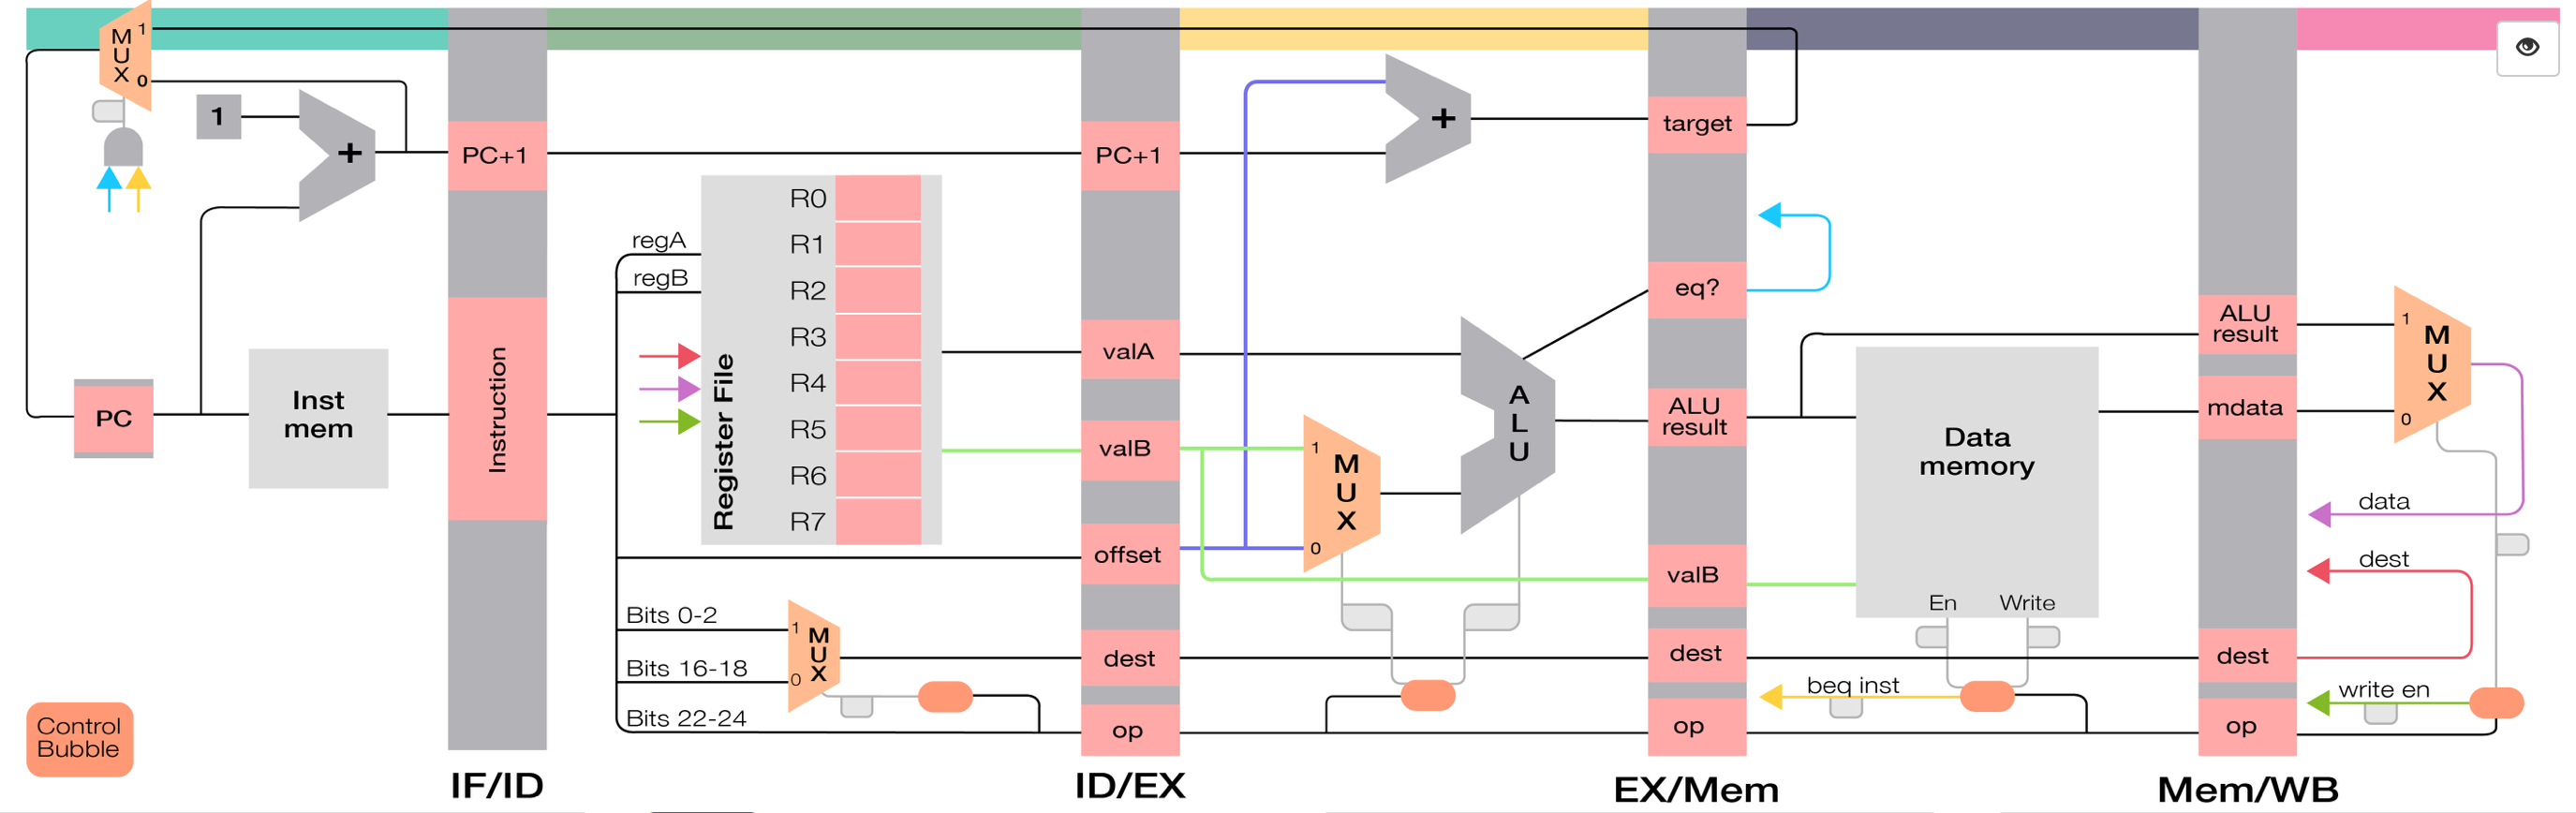 M
U
X
1
0
1
+
PC
Inst
mem
Control
Bubble
PC+1
Instruction
IF/ID
regA
regB
Register File
R0
R1
R2
R3
R4
R5
R6
R7
Bits 0-2
Bits 16-18
Bits 22-24
1
0
M
U
X
PC+1
valA
valB
offset
dest
op
ID/EX
+
1
0
M
U
X
A
L
U
target
eq?
ALU
result
valB
dest
op
EX/Mem
Data
memory
En Write
beq inst
ALU
result
mdata
dest
op
Mem/WB
1
0
M
U
X
data
dest
write en